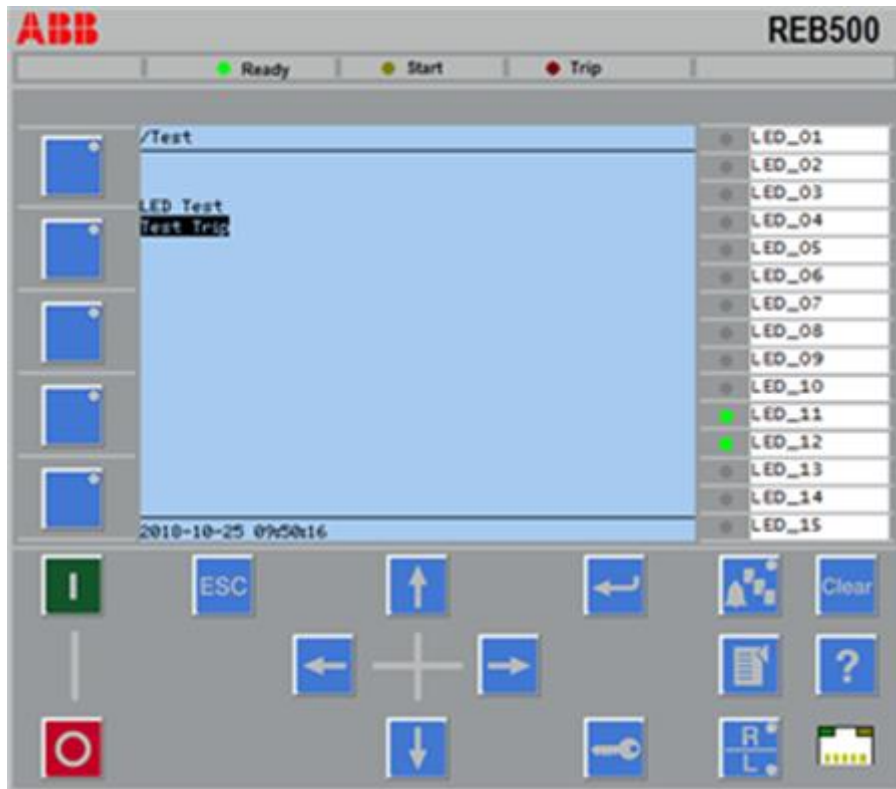 ABB
REB500
Ready
Start
Trip
/Test
LED Test
Test Trip
2018-10-25 09:50:16
LED_01
LED_02
LED_03
LED_04
LED_05
LED_06
LED_07
LED_08
LED_09
LED_10
LED_11
LED_12
LED_13
LED_14
LED_15
I
ESC
Clear
?
O
R
L